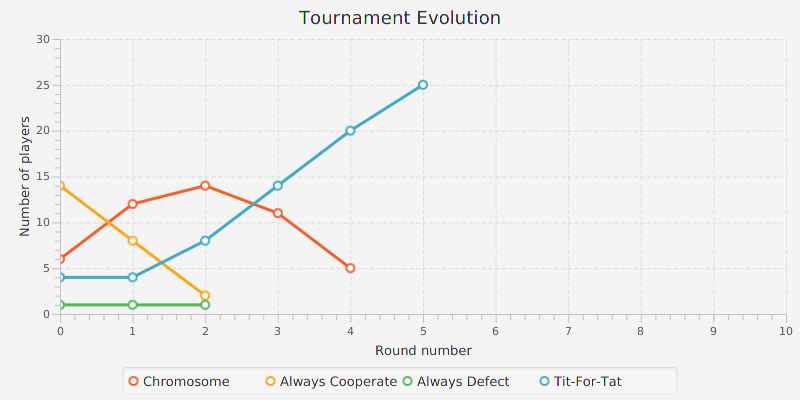 Tournament Evolution
30
25
20
15
10
5
0
Number of players
0 1 2 3 4 5 6 7 8 9 10
Round number
Chromosome Always Cooperate Always Defect Tit-For-Tat